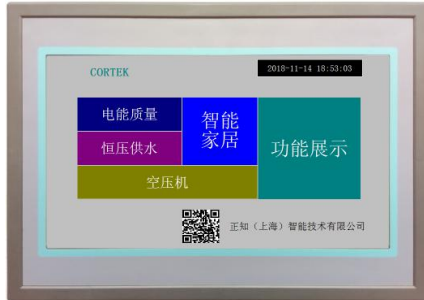 CORTEK
2018-11-14 18:53:03
电能质量
智能
家居
恒压供水
功能展示
空压机
正知（上海）智能技术有限公司